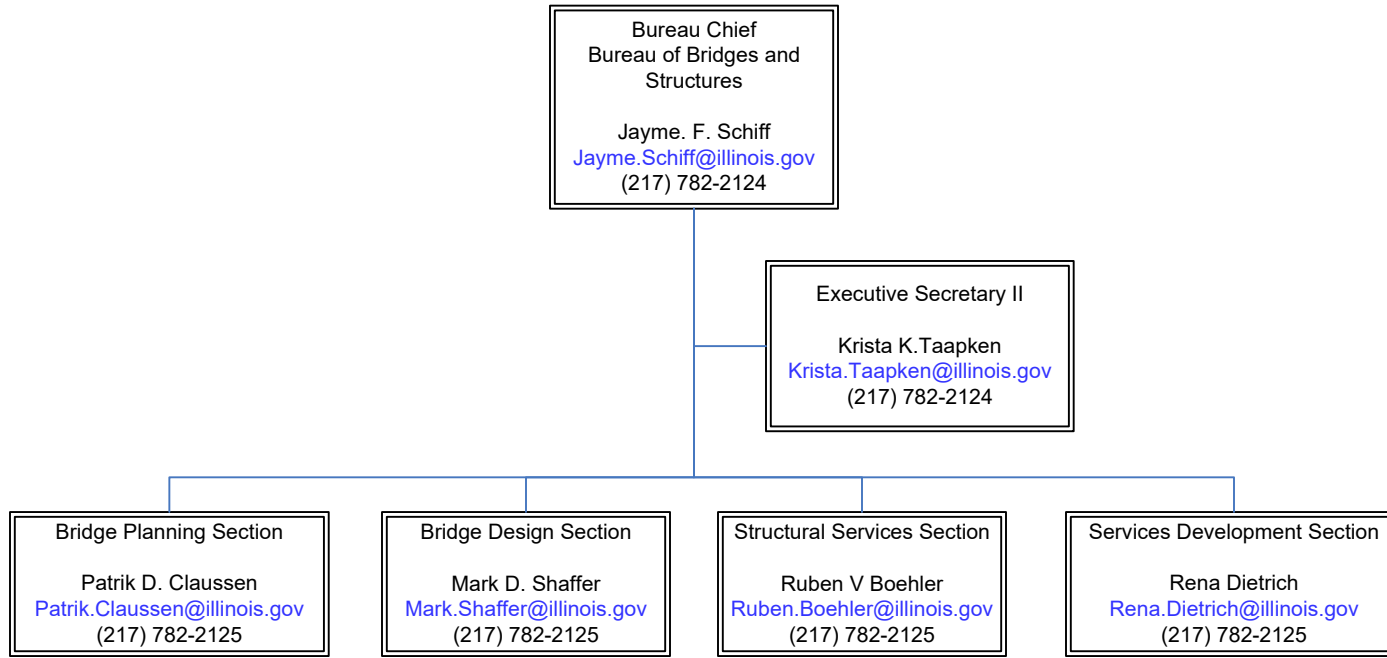 Bureau Chief
Bureau of Bridges and
Structures
Jayme. F. Schiff
Jayme.Schiff@illinois.gov
(217) 782-2124
Executive Secretary II
Krista K.Taapken
Krista.Taapken@illinois.gov
(217) 782-2124
Bridge Planning Section
Patrik D. Claussen
Patrik.Claussen@illinois.gov
(217) 782-2125
Bridge Design Section
Mark D. Shaffer
Mark.Shaffer@illinois.gov
(217) 782-2125
Structural Services Section
Ruben V Boehler
Ruben.Boehler@illinois.gov
(217) 782-2125
Services Development Section
Rena Dietrich
Rena.Dietrich@illinois.gov
(217) 782-2125